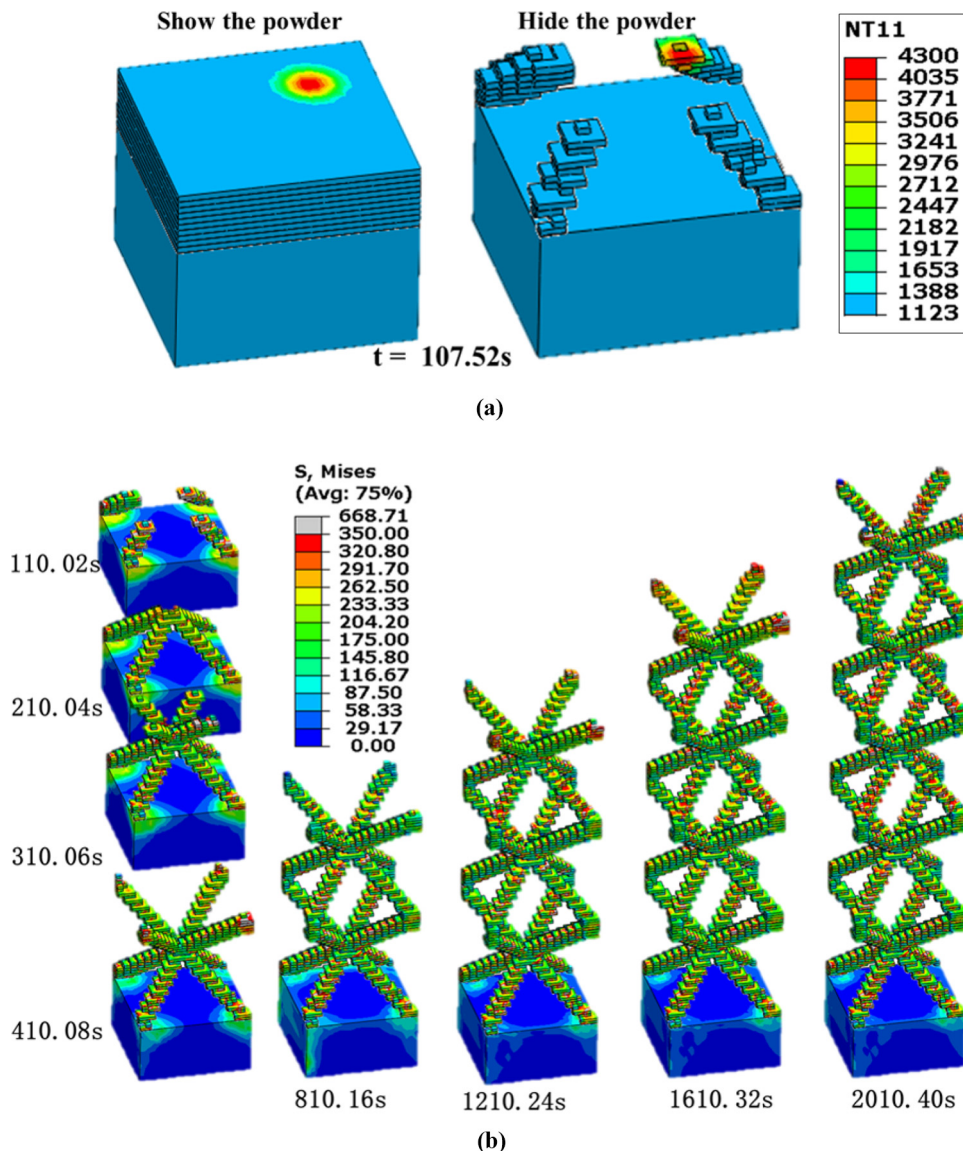 Show the powder
Hide the powder
NT11
4300
4035
3771
3506
3241
2976
2712
2447
2182
1917
1653
1388
1123
t = 107.52s
(a)
S, Mises
(Avg: 75%)
668.71
350.00
320.80
291.70
262.50
233.33
204.20
175.00
145.80
116.67
87.50
58.33
29.17
0.00
110.02s
210.04s
310.06s
410.08s
810.16s
1210.24s
1610.32s
2010.40s
(b)